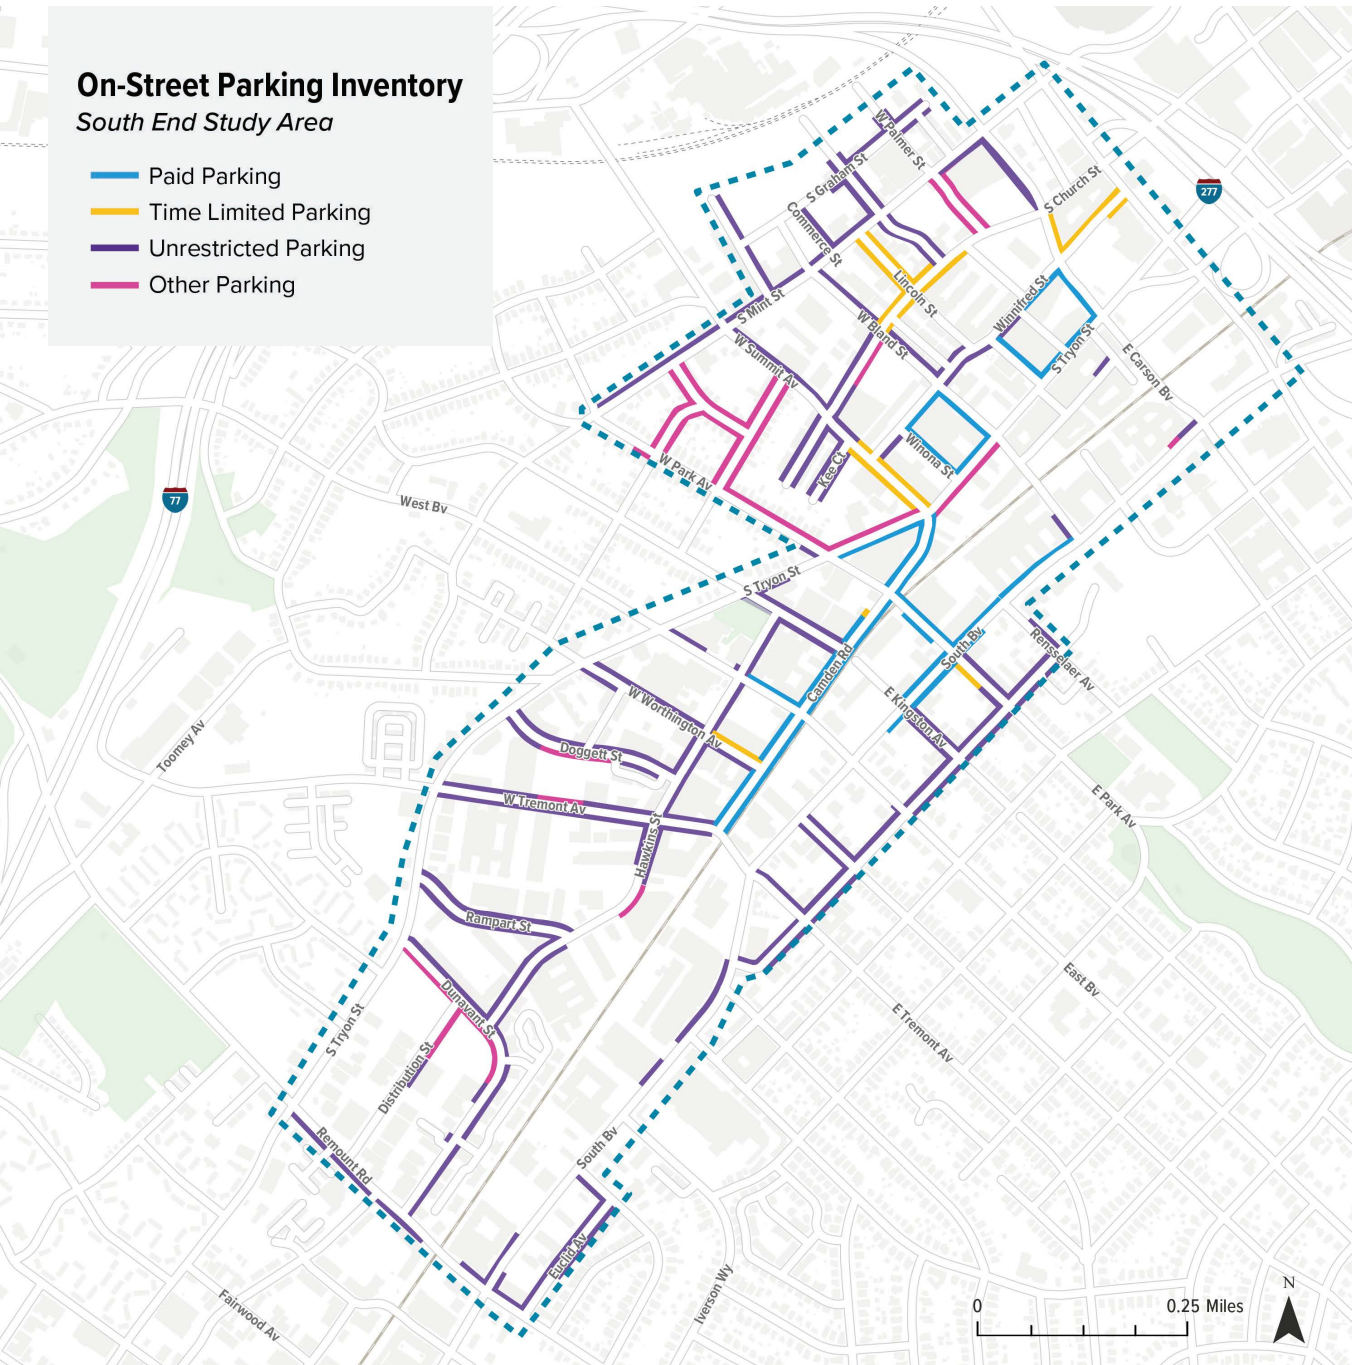 On-Street Parking Inventory
South End Study Area
Paid Parking
Time Limited Parking
Unrestricted Parking
Other Parking
W Palmer St
S Graham St
S Church St
277
Commerce St
Lincoln St
S Mint St
Winnifred St
W Bland St
S Tryon St
W Summit Av
E Carson Bv
Winona St
Kee Ct
W Park Av
77
West Bv
S Tryon St
South Bv
Rensselaer Av
Camden Rd
W Worthington Av
E Kingston Av
Toomey Av
Doggett St
W Tremont Av
E Park Av
Hawkins St
Rampart St
East Bv
Dunavant St
S Tryon St
E Tremont Av
Distribution St
Remount Rd
South Bv
Euclid Av
Iverson Wy
Fairwood Av
N
0
0.25 Miles